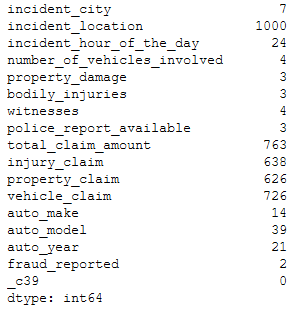 incident_city 7
incident_location 1000
incident_hour_of_the_day 24
number_of_vehicles_involved 4
property_damage 3
bodily_injuries 3
witnesses 4
police_report_available 3
total_claim_amount 763
injury_claim 638
property_claim 626
vehicle_claim 726
auto_make 14
auto_model 39
auto_year 21
fraud_reported 2
_c39 0
dtype: int64